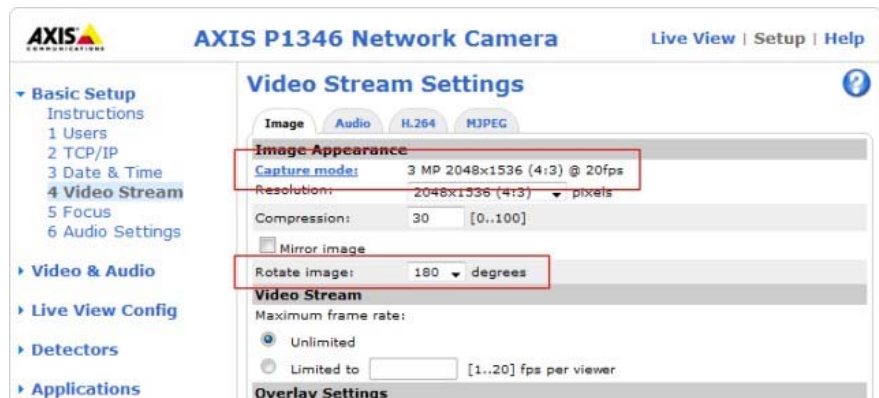 AXIS
COMMUNICATIONS
AXIS P1346 Network Camera
Live View | Setup | Help
Basic Setup
Instructions
1 Users
2 TCP/IP
3 Date & Time
4 Video Stream
5 Focus
6 Audio Settings
Video & Audio
Live View Config
Detectors
Applications
Video Stream Settings
?
Image Audio H.264 MJPEG
Image Appearance
Capture mode: 3 MP 2048x1536 (4:3) @ 20fps
Resolution: 2048x1536 (4:3) pixels
Compression: 30 [0..100]
Mirror image
Rotate image: 180 degrees
Video Stream
Maximum frame rate:
Unlimited
Limited to [1..20] fps per viewer
Overlay Settings